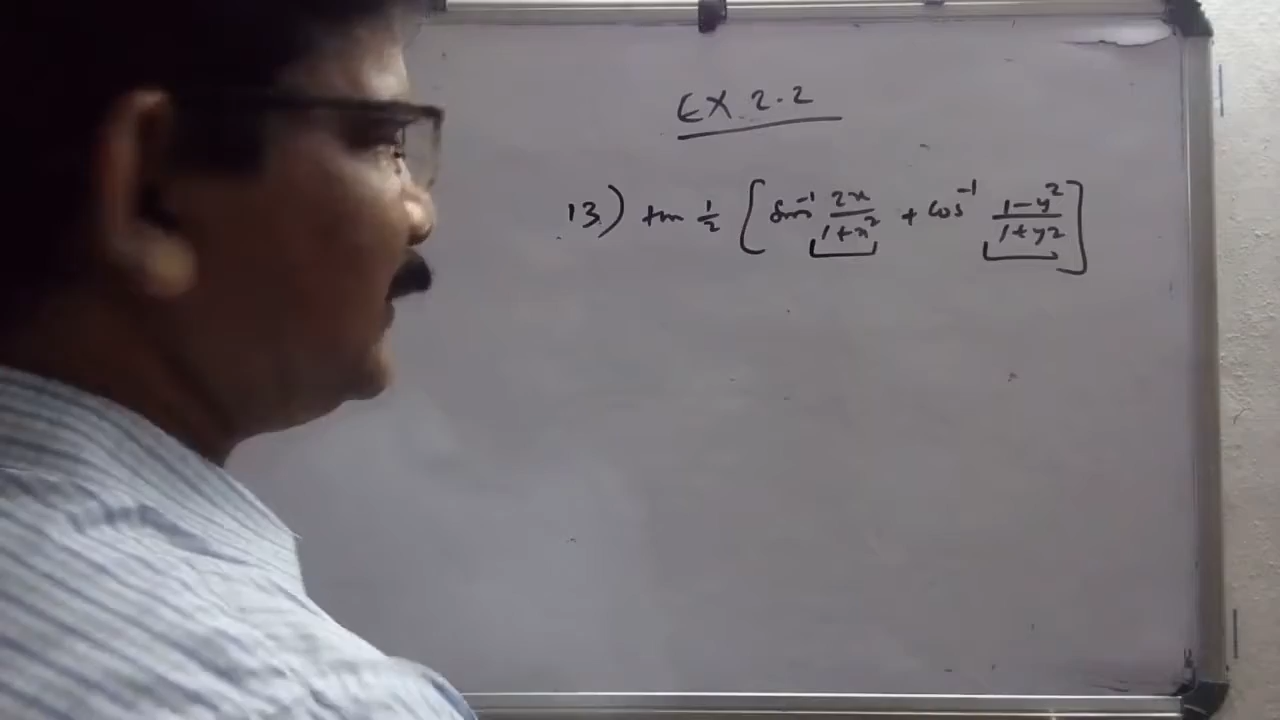 EX 2.2
13.) tan 1/2 [ sin⁻¹ 2x/1+x² + cos⁻¹ 1-y²/1+y2 ]